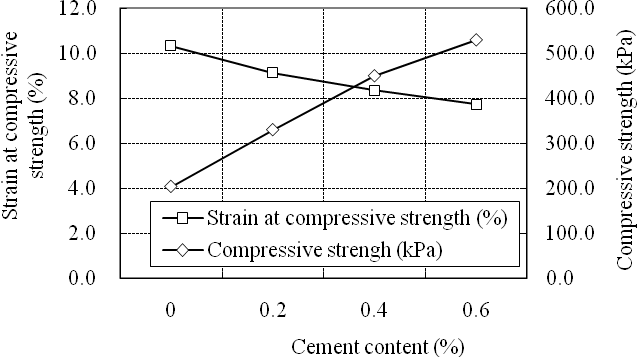 12.0
10.0
8.0
6.0
4.0
2.0
0.0
Strain at compressive
strength (%)
600.0
500.0
400.0
300.0
200.0
100.0
0.0
Compressive strength (kPa)
Strain at compressive strength (%)
Compressive strengh (kPa)
0 0.2 0.4 0.6
Cement content (%)